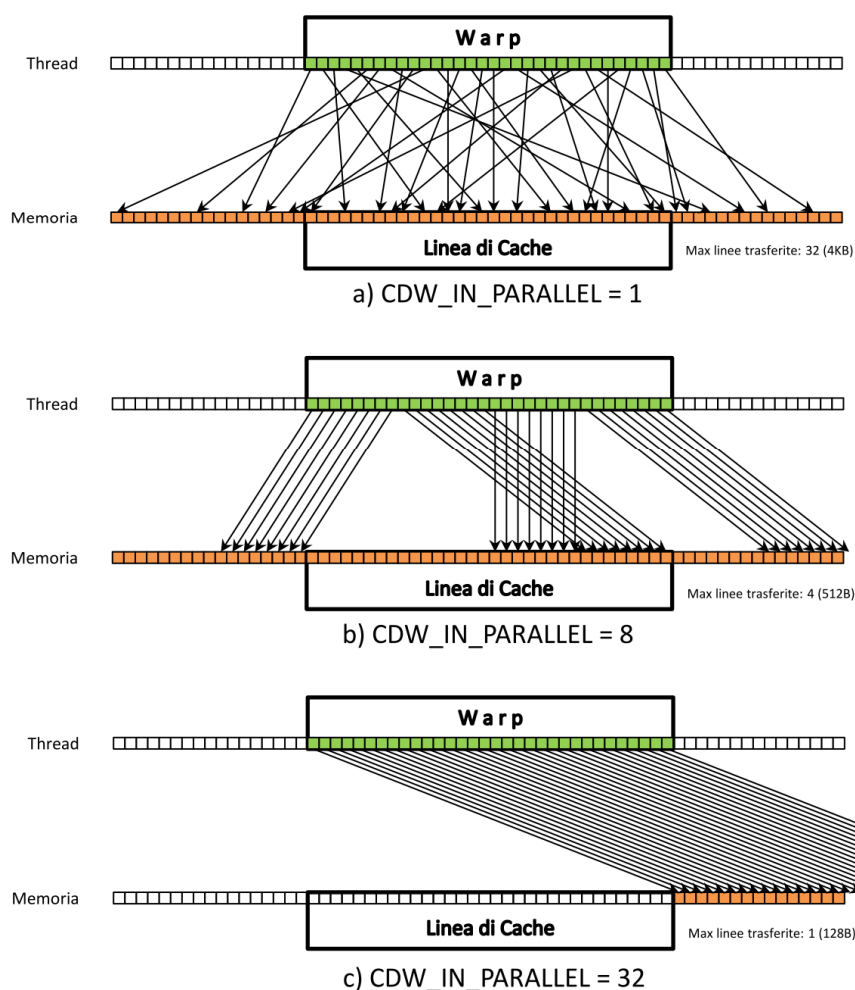 Warp
Thread
Memoria
Linea di Cache
Max linee trasferite: 32 (4KB)
a) CDW_IN_PARALLEL = 1
Warp
Thread
Memoria
Linea di Cache
Max linee trasferite: 4 (512B)
b) CDW_IN_PARALLEL = 8
Warp
Thread
Memoria
Linea di Cache
Max linee trasferite: 1 (128B)
c) CDW_IN_PARALLEL = 32